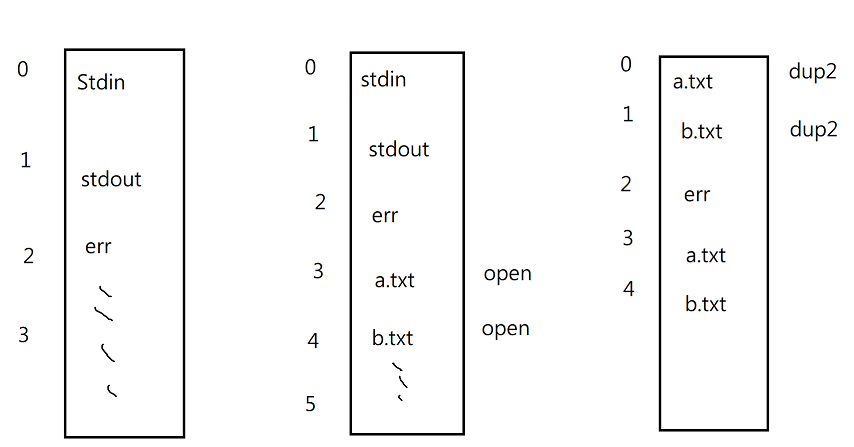 0
Stdin
1
stdout
2
err
3
0
stdin
1
stdout
2
err
3
a.txt
open
4
b.txt
open
5
0
a.txt
dup2
1
b.txt
dup2
2
err
3
a.txt
4
b.txt